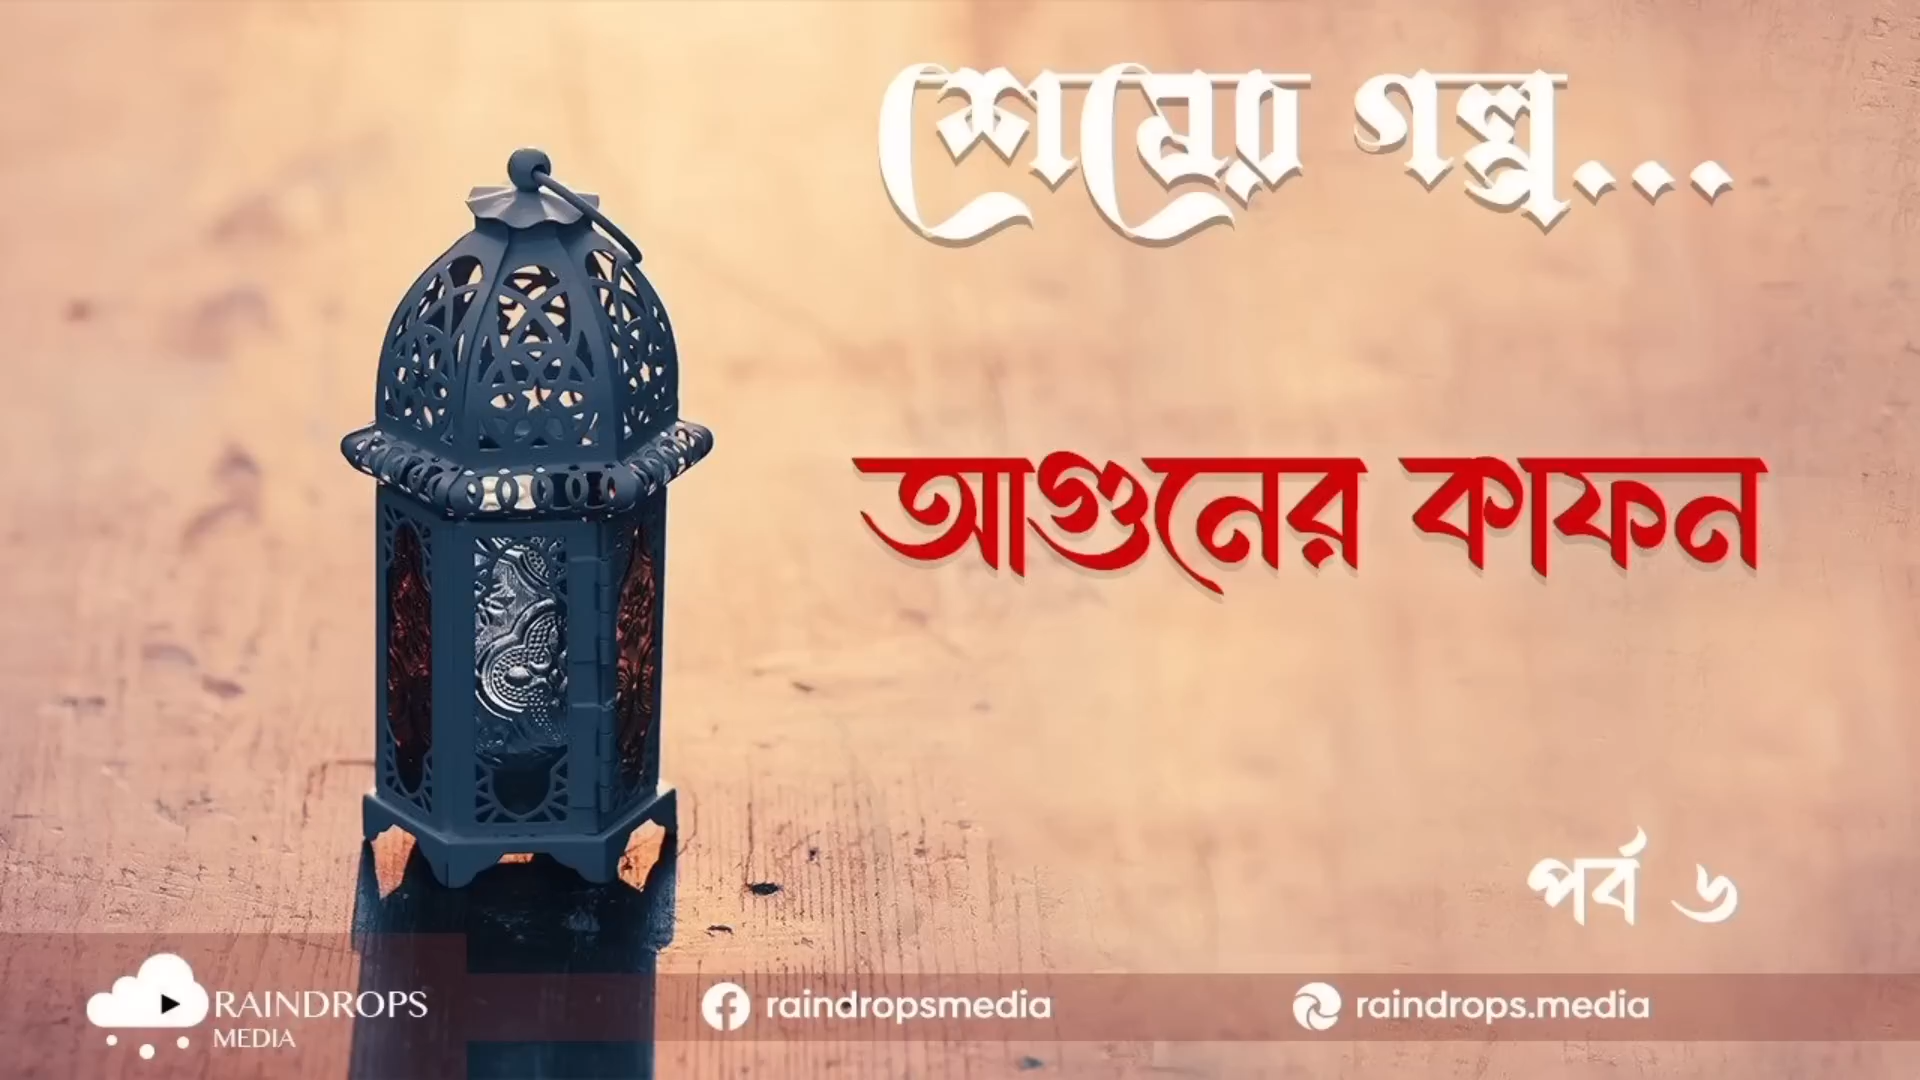 শেষের গল্প...
আগুনের কাফন
পর্ব ৬
RAINDROPS
MEDIA
raindropsmedia
raindrops.media